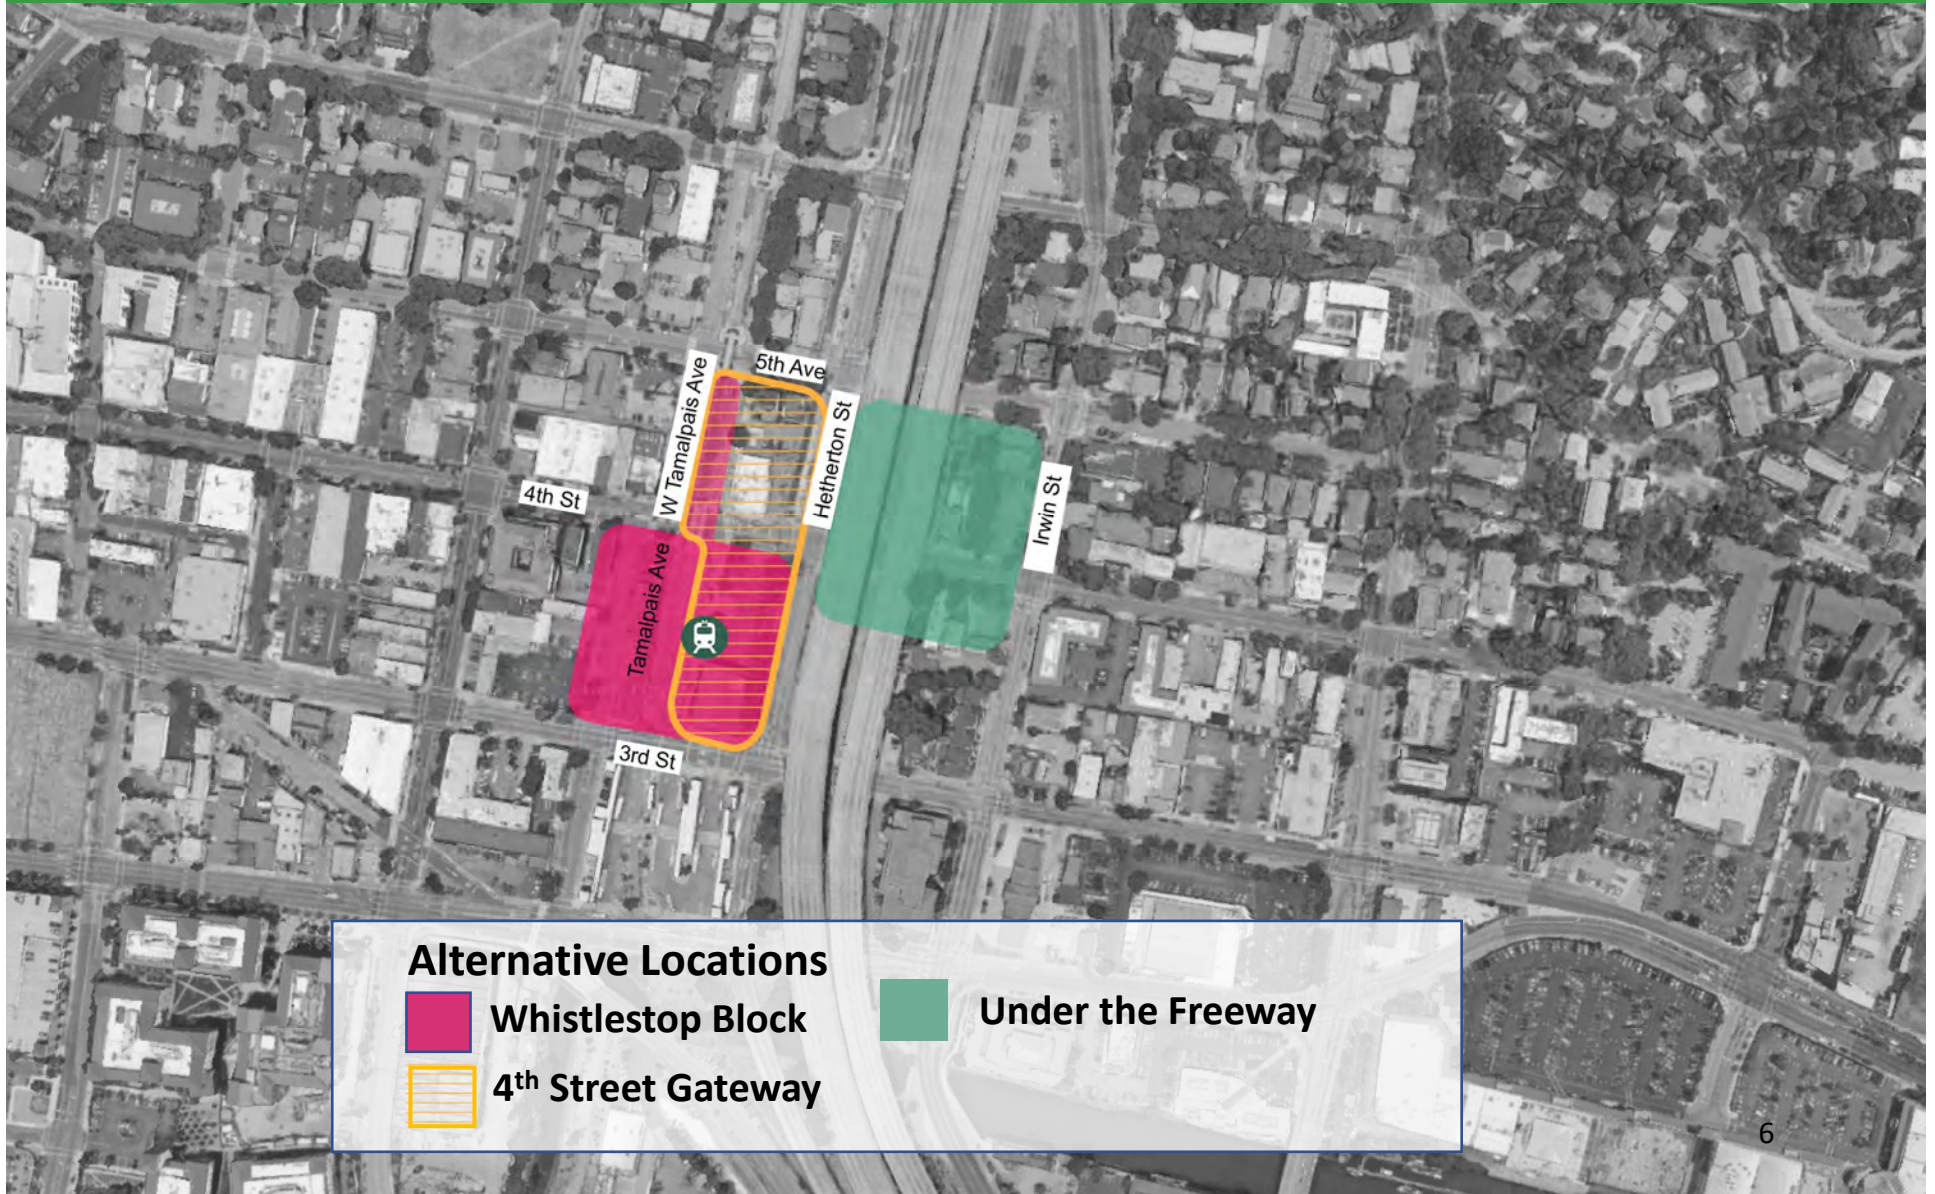 5th Ave
W Tamalpais Ave
Hetherton St
4th St
Irwin St
Tamalpais Ave
3rd St
Alternative Locations
Whistlestop Block
Under the Freeway
4th Street Gateway
6